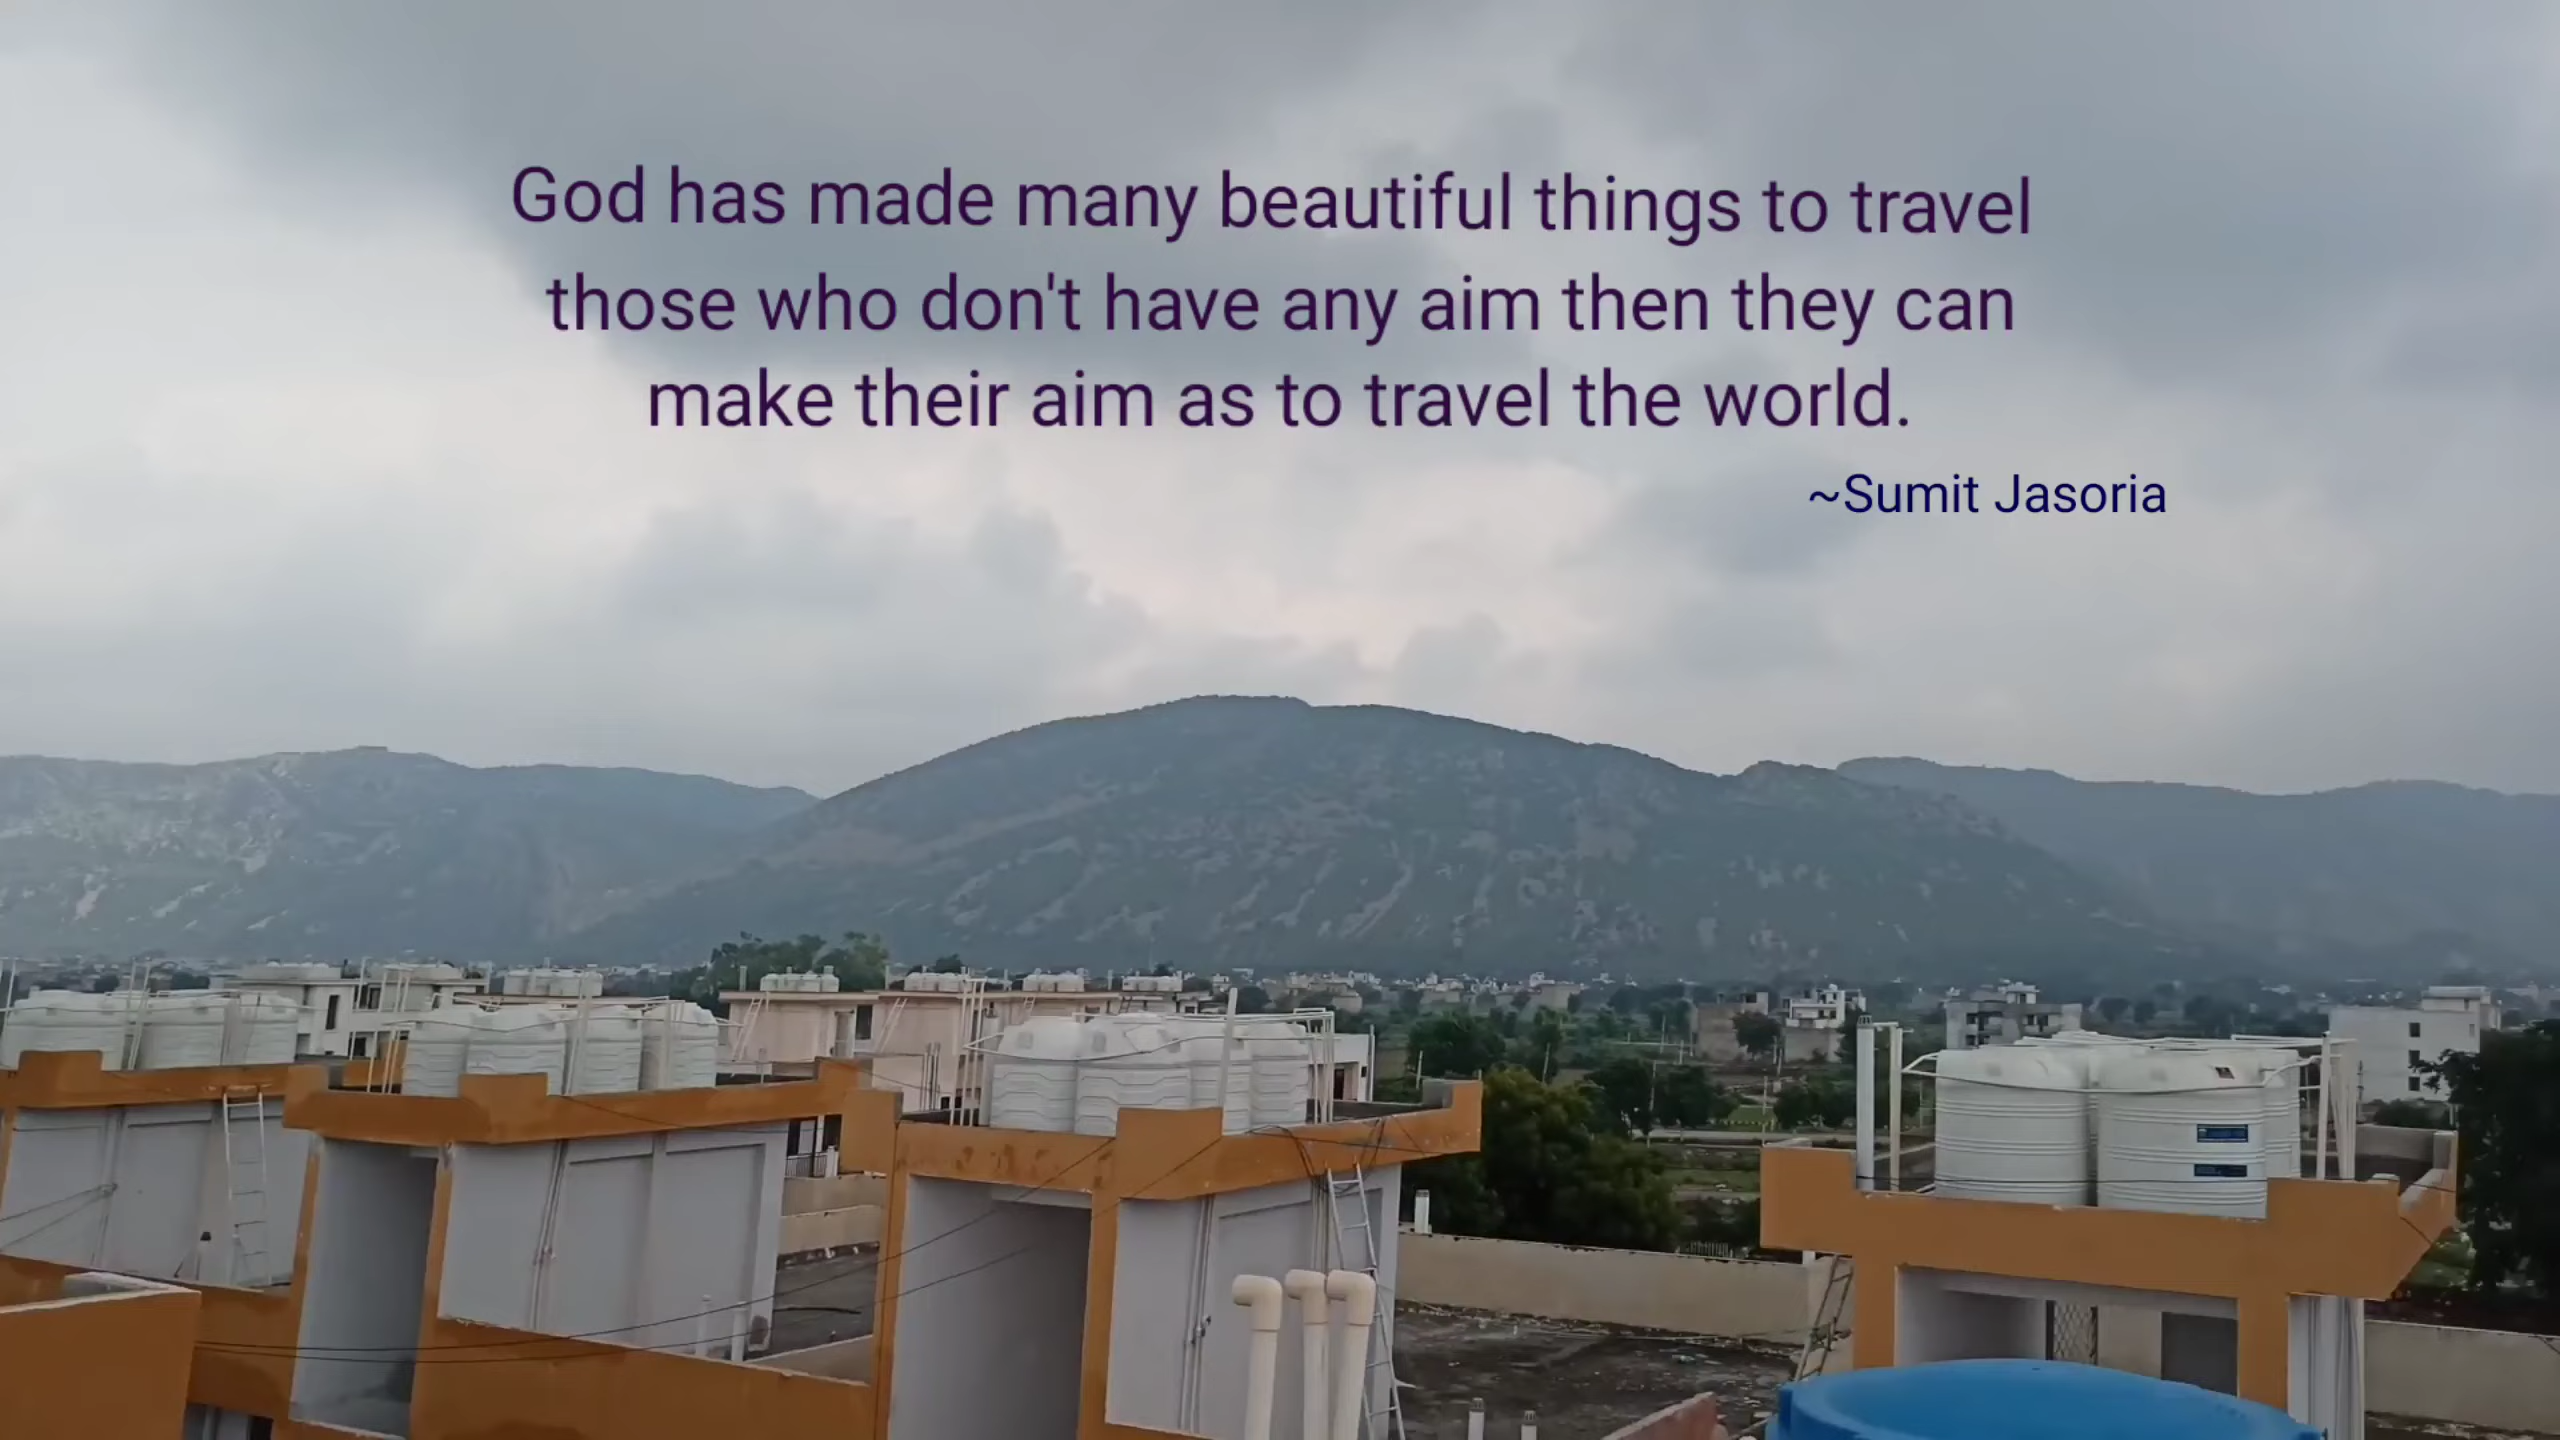 God has made many beautiful things to travel
those who don't have any aim then they can
make their aim as to travel the world.
~Sumit Jasoria